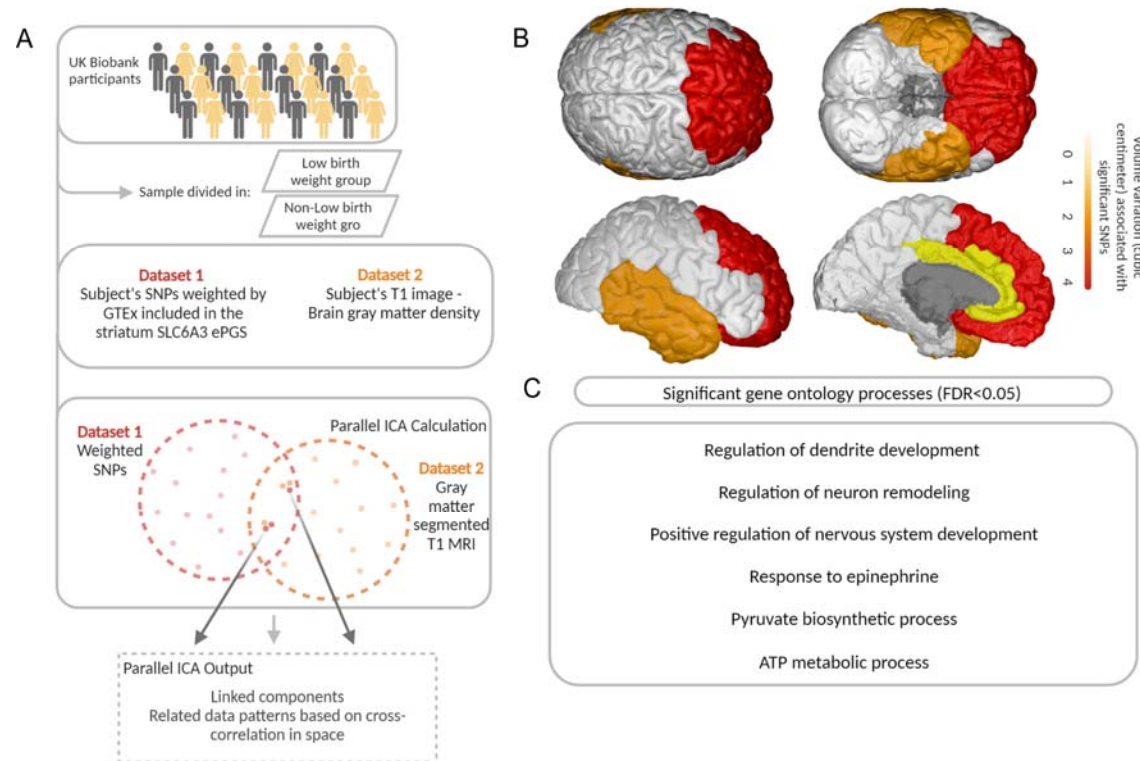 A
UK Biobank
participants
Low birth
weight group
Sample divided in:
Non-Low birth
weight gro
Dataset 1
Subject's SNPs weighted by
GTEx included in the
striatum SLC6A3 ePGS
Dataset 2
Subject's T1 image -
Brain gray matter density
Dataset 1
Weighted
SNPs
Parallel ICA Calculation
Dataset 2
Gray
matter
segmented
T1 MRI
Parallel ICA Output
Linked components
Related data patterns based on cross-
correlation in space
B
0
1
2
3
4
volume variation (cubic
centimeter) associated with
significant SNPs
C
Significant gene ontology processes (FDR<0.05)
Regulation of dendrite development
Regulation of neuron remodeling
Positive regulation of nervous system development
Response to epinephrine
Pyruvate biosynthetic process
ATP metabolic process